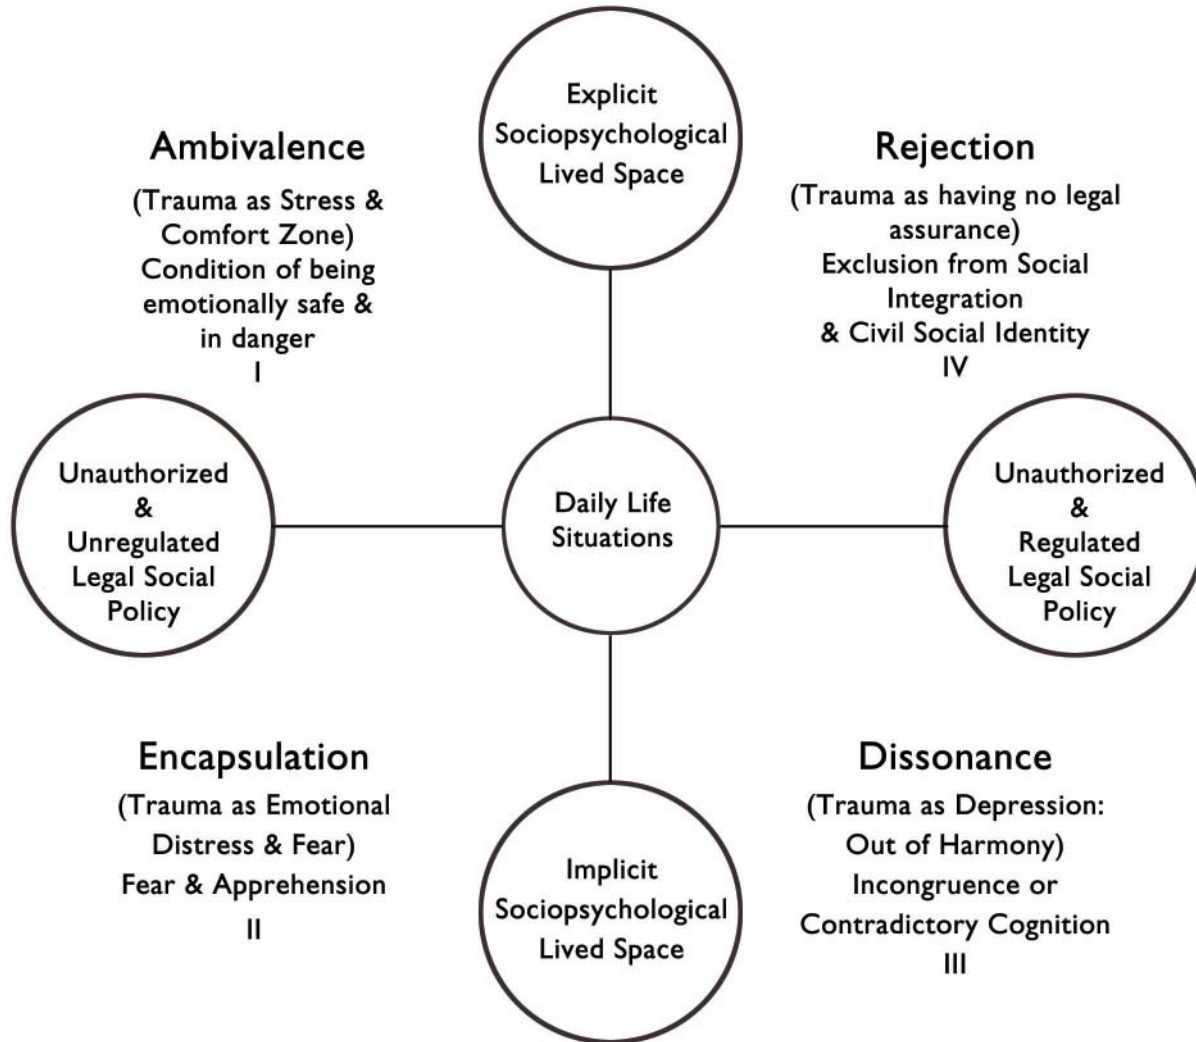 Explicit
Sociopsychological
Lived Space
Ambivalence
(Trauma as Stress &
Comfort Zone)
Condition of being
emotionally safe &
in danger
I
Rejection
(Trauma as having no legal
assurance)
Exclusion from Social
Integration
& Civil Social Identity
IV
Unauthorized
&
Unregulated
Legal Social
Policy
Daily Life
Situations
Unauthorized
&
Regulated
Legal Social
Policy
Encapsulation
(Trauma as Emotional
Distress & Fear)
Fear & Apprehension
II
Implicit
Sociopsychological
Lived Space
Dissonance
(Trauma as Depression:
Out of Harmony)
Incongruence or
Contradictory Cognition
III